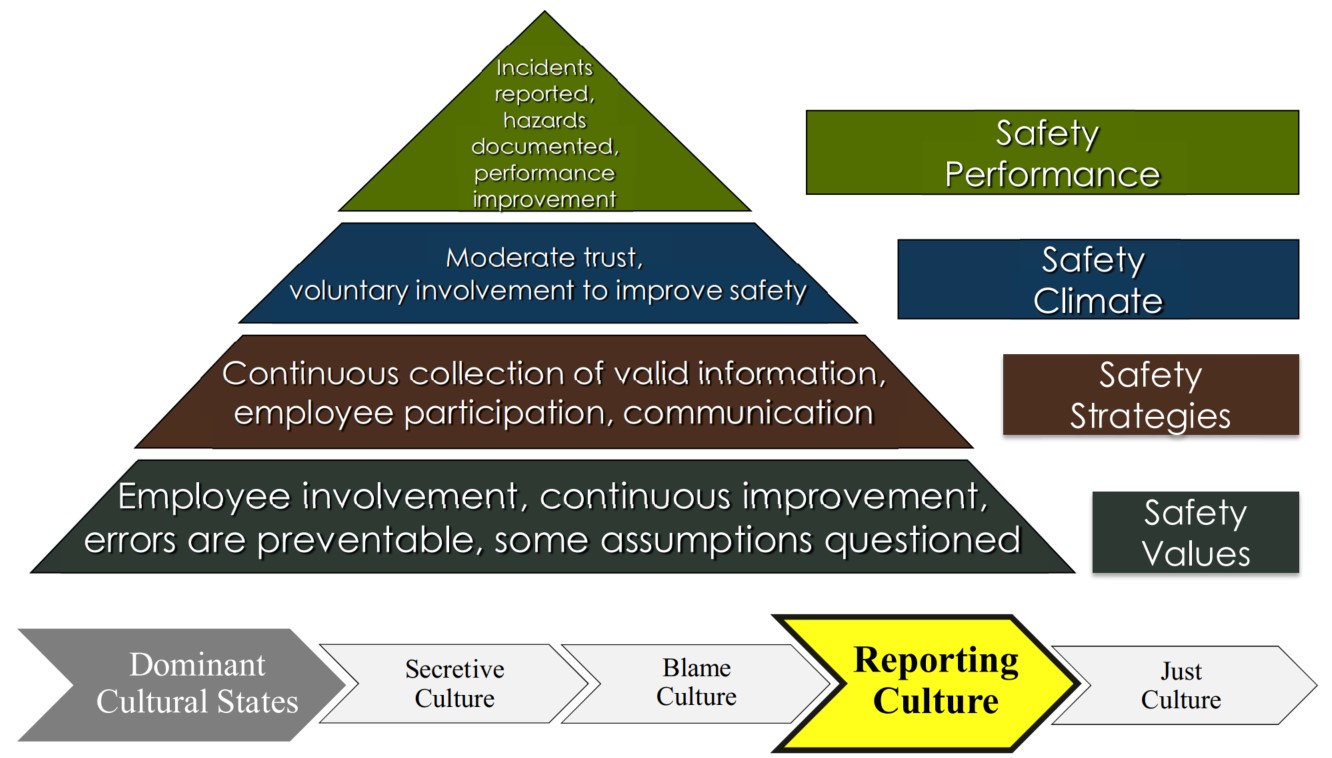 Incidents
reported,
hazards
documented,
performance
improvement
Safety
Performance
Moderate trust,
voluntary involvement to improve safety
Safety
Climate
Continuous collection of valid information,
employee participation, communication
Safety
Strategies
Employee involvement, continuous improvement,
errors are preventable, some assumptions questioned
Safety
Values
Dominant
Cultural States
Secretive
Culture
Blame
Culture
Reporting
Culture
Just
Culture